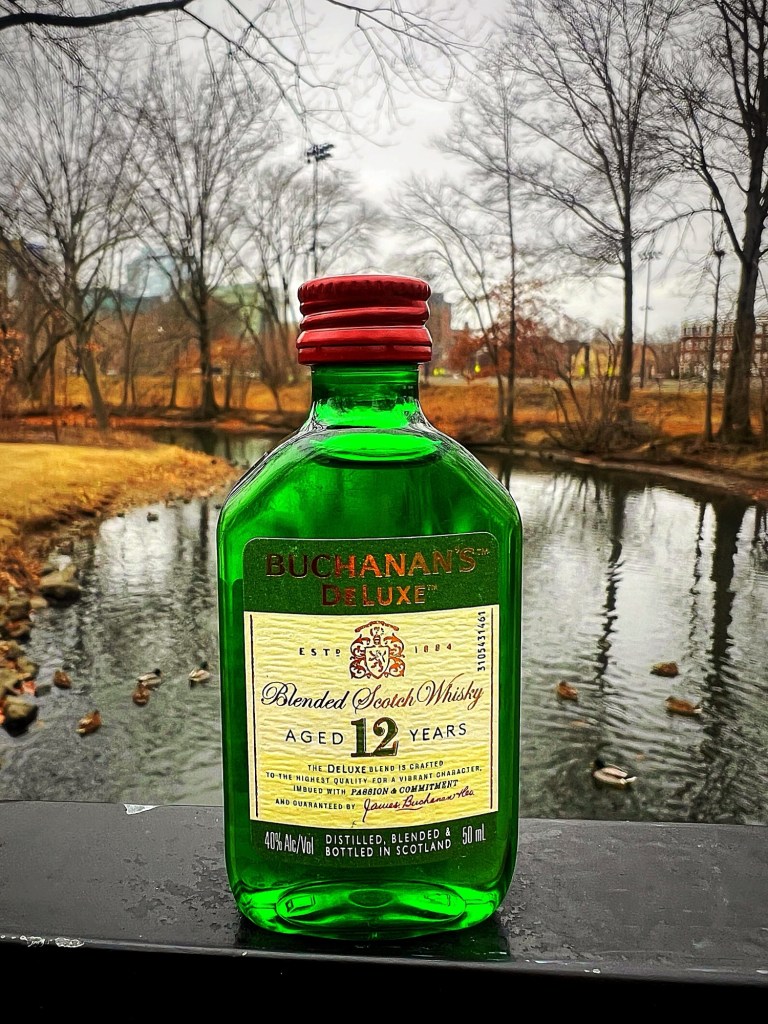 BUCHANAN'S™
DELUXE™
ESTD 1884
3105431461
Blended Scotch Whisky
AGED 12 YEARS
THE DELUXE BLEND IS CRAFTED
TO THE HIGHEST QUALITY FOR A VIBRANT CHARACTER,
IMBUED WITH PASSION & COMMITMENT
AND GUARANTEED BY James Buchanan & Co.
40% Alc/Vol DISTILLED, BLENDED & 50 mL
BOTTLED IN SCOTLAND